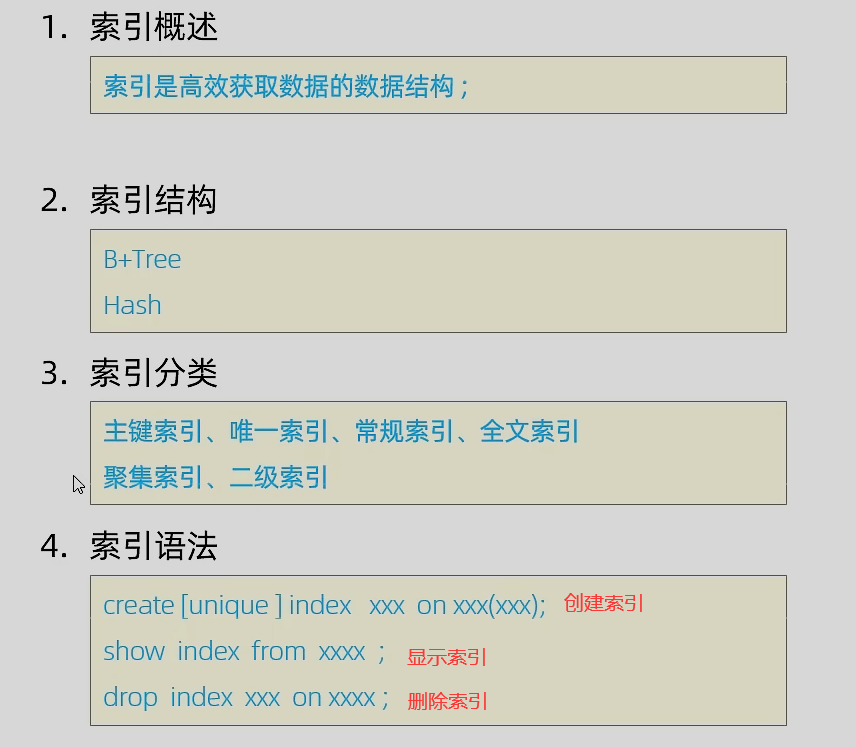 1. 索引概述
索引是高效获取数据的数据结构 ;
2. 索引结构
B+Tree
Hash
3. 索引分类
主键索引、唯一索引、常规索引、全文索引
聚集索引、二级索引
4. 索引语法
create [unique ] index xxx on xxx(xxx); 创建索引
show index from xxxx ; 显示索引
drop index xxx on xxxx ; 删除索引